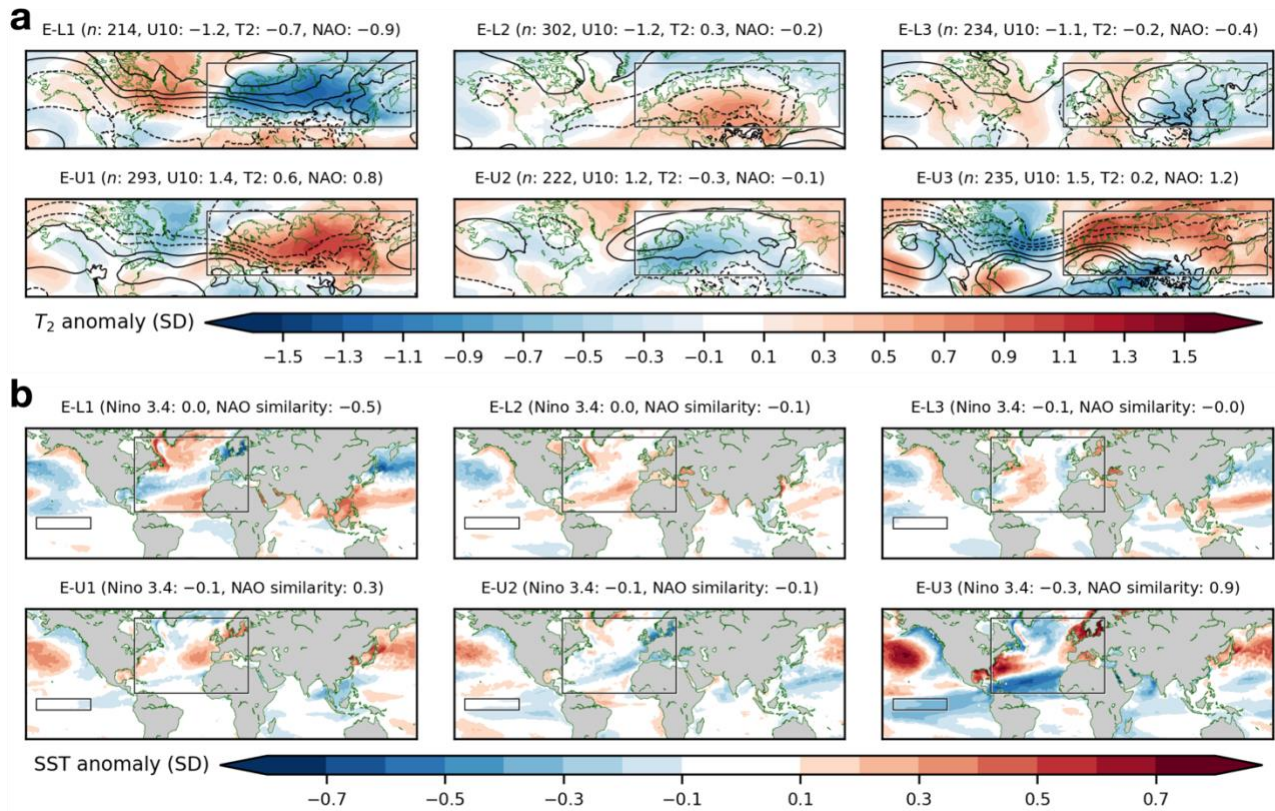 a
E-L1 (n: 214, U10: −1.2, T2: −0.7, NAO: −0.9)
E-L2 (n: 302, U10: −1.2, T2: 0.3, NAO: −0.2)
E-L3 (n: 234, U10: −1.1, T2: −0.2, NAO: −0.4)
E-U1 (n: 293, U10: 1.4, T2: 0.6, NAO: 0.8)
E-U2 (n: 222, U10: 1.2, T2: −0.3, NAO: −0.1)
E-U3 (n: 235, U10: 1.5, T2: 0.2, NAO: 1.2)
T2 anomaly (SD)
−1.5 −1.3 −1.1 −0.9 −0.7 −0.5 −0.3 −0.1 0.1 0.3 0.5 0.7 0.9 1.1 1.3 1.5
b
E-L1 (Nino 3.4: 0.0, NAO similarity: −0.5)
E-L2 (Nino 3.4: 0.0, NAO similarity: −0.1)
E-L3 (Nino 3.4: −0.1, NAO similarity: −0.0)
E-U1 (Nino 3.4: −0.1, NAO similarity: 0.3)
E-U2 (Nino 3.4: −0.1, NAO similarity: −0.1)
E-U3 (Nino 3.4: −0.3, NAO similarity: 0.9)
SST anomaly (SD)
−0.7 −0.5 −0.3 −0.1 0.1 0.3 0.5 0.7